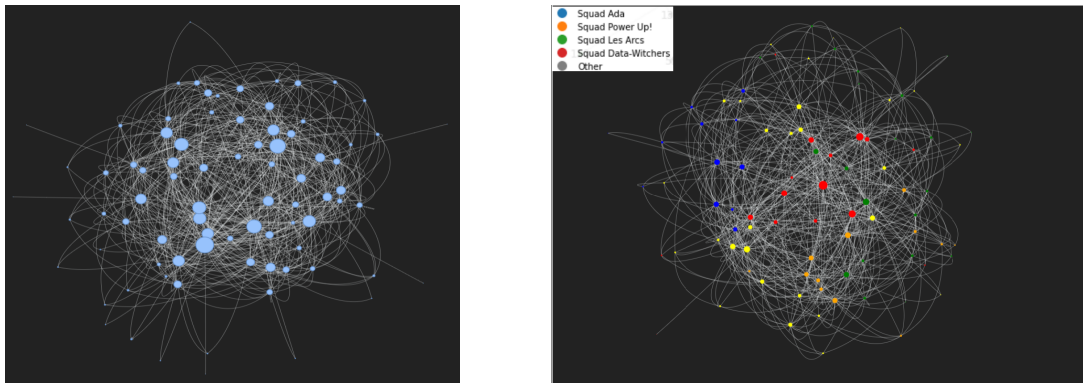 Squad Ada
Squad Power Up!
Squad Les Arcs
Squad Data-Witchers
Other